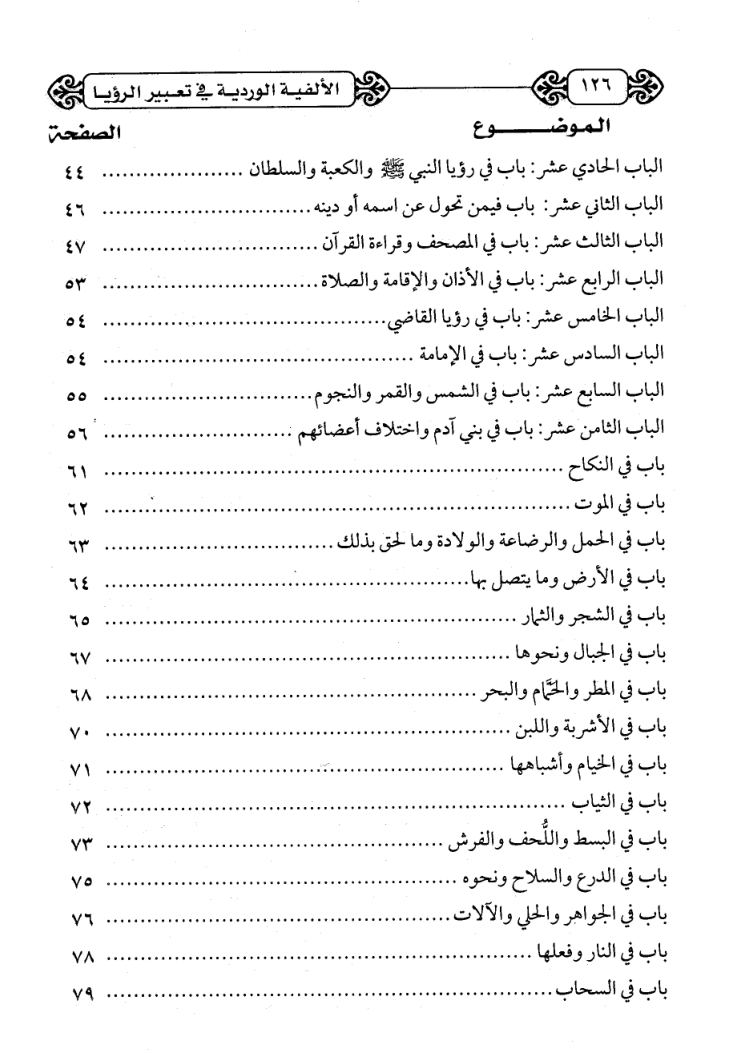 ١٢٦ الألفية الوردية في تعبير الرؤيا
الموضــــــوع الصفحة
الباب الحادي عشر: باب في رؤيا النبي ﷺ والكعبة والسلطان ..................... ٤٤
الباب الثاني عشر: باب فيمن تحول عن اسمه أو دينه............................... ٤٦
الباب الثالث عشر: باب في المصحف وقراءة القرآن ............................... ٤٧
الباب الرابع عشر: باب في الأذان والإقامة والصلاة............................... ٥٣
الباب الخامس عشر: باب في رؤيا القاضي......................................... ٥٤
الباب السادس عشر: باب في الإمامة ............................................. ٥٤
الباب السابع عشر: باب في الشمس والقمر والنجوم............................... ٥٥
الباب الثامن عشر: باب في بني آدم واختلاف أعضائهم ........................... ٥٦
باب في النكاح ................................................................. ٦١
باب في الموت .................................................................. ٦٢
باب في الحمل والرضاعة والولادة وما لحق بذلك................................. ٦٣
باب في الأرض وما يتصل بها.................................................... ٦٤
باب في الشجر والثمار .......................................................... ٦٥
باب في الجبال ونحوها .......................................................... ٦٧
باب في المطر والحَّمام والبحر ..................................................... ٦٨
باب في الأشربة واللبن .......................................................... ٧٠
باب في الخيام وأشباهها ......................................................... ٧١
باب في الثياب ................................................................. ٧٢
باب في البسط واللُّحف والفرش ................................................ ٧٣
باب في الدرع والسلاح ونحوه .................................................. ٧٥
باب في الجواهر والحلي والآلات................................................. ٧٦
باب في النار وفعلها ............................................................ ٧٨
باب في السحاب................................................................ ٧٩